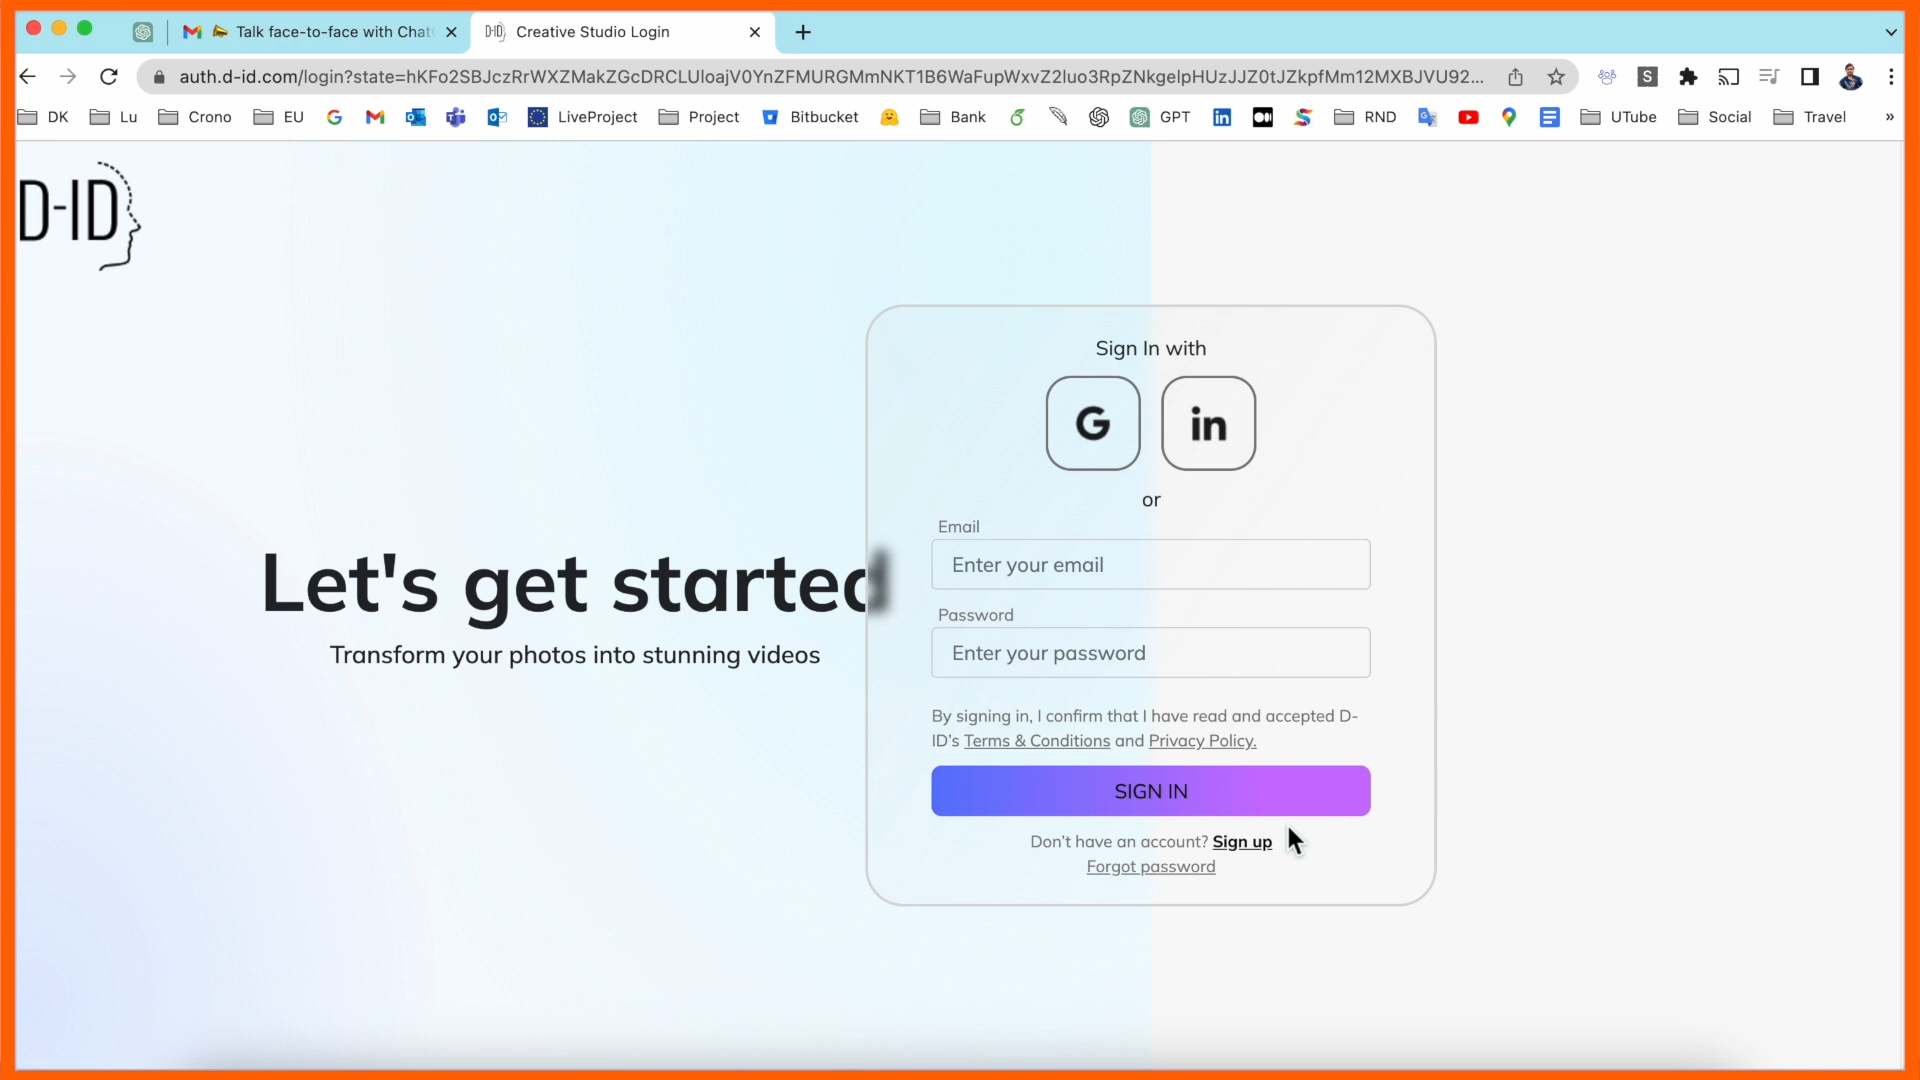 Talk face-to-face with Chat
D-ID Creative Studio Login
auth.d-id.com/login?state=hKFo2SBJczRrWXZMakZGcDRCLUloajV0YnZFMURGMmNKT1B6WaFupWxvZ2luo3RpZNkgelpHUzJJZ0tJZkpfMm12MXBJVU92...
S
DK Lu Crono EU LiveProject Project Bitbucket Bank GPT RND UTube Social Travel »
D-ID
Sign In with
G in
or
Email
Enter your email
Let's get started
Password
Enter your password
Transform your photos into stunning videos
By signing in, I confirm that I have read and accepted D-
ID's Terms & Conditions and Privacy Policy.
SIGN IN
Don't have an account? Sign up
Forgot password